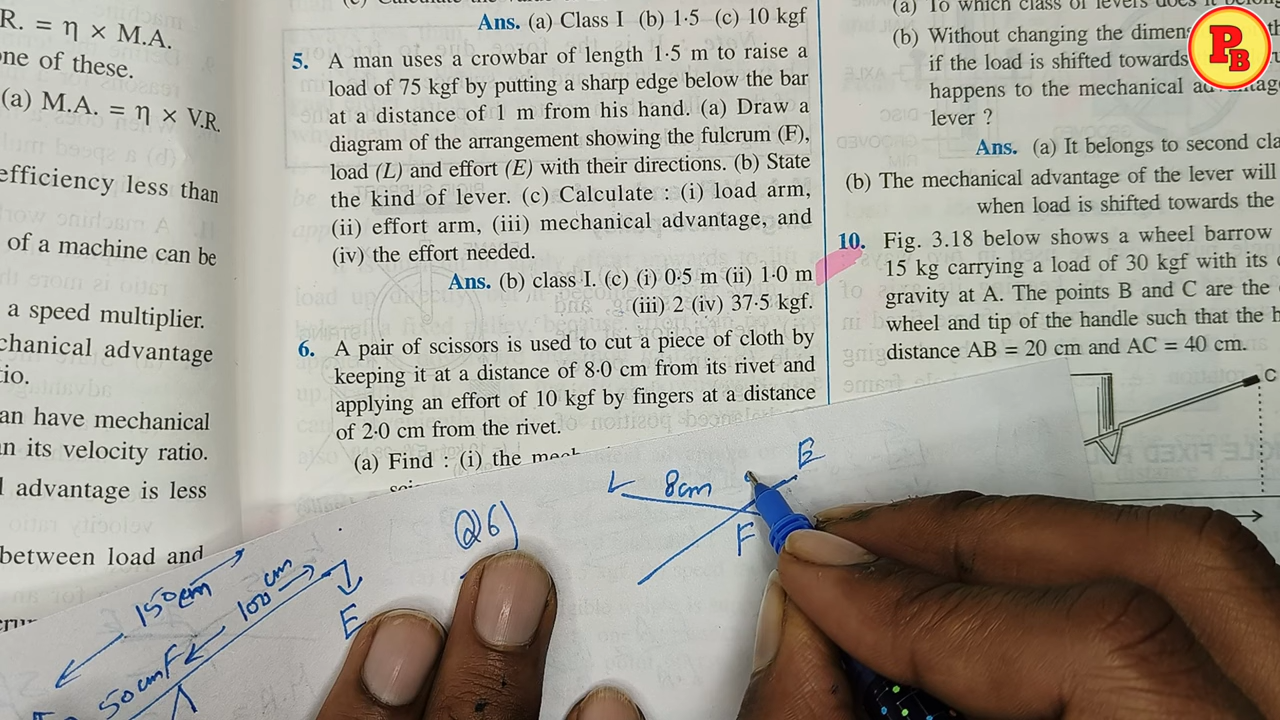 R. = η × M.A.
one of these.
(a) M.A. = η × V.R.
efficiency less than
of a machine can be
a speed multiplier.
chanical advantage
tio.
an have mechanical
n its velocity ratio.
l advantage is less
between load and
Ans. (a) Class I (b) 1·5 (c) 10 kgf
5. A man uses a crowbar of length 1·5 m to raise a
load of 75 kgf by putting a sharp edge below the bar
at a distance of 1 m from his hand. (a) Draw a
diagram of the arrangement showing the fulcrum (F),
load (L) and effort (E) with their directions. (b) State
the kind of lever. (c) Calculate : (i) load arm,
(ii) effort arm, (iii) mechanical advantage, and
(iv) the effort needed.
Ans. (b) class I. (c) (i) 0·5 m (ii) 1·0 m
(iii) 2 (iv) 37·5 kgf.
6. A pair of scissors is used to cut a piece of cloth by
keeping it at a distance of 8·0 cm from its rivet and
applying an effort of 10 kgf by fingers at a distance
of 2·0 cm from the rivet.
(a) Find : (i) the
(a) To which class of levers does it
(b) Without changing the
if the load is shifted towards
happens to the mechanical
lever ?
Ans. (a) It belongs to second
(b) The mechanical advantage of the lever will
when load is shifted towards the
10. Fig. 3.18 below shows a wheel barrow
15 kg carrying a load of 30 kgf with its
gravity at A. The points B and C are the
wheel and tip of the handle such that the
distance AB = 20 cm and AC = 40 cm.
C
PB
Q6)
L 8cm E
F
150cm
100cm
E
50cm F